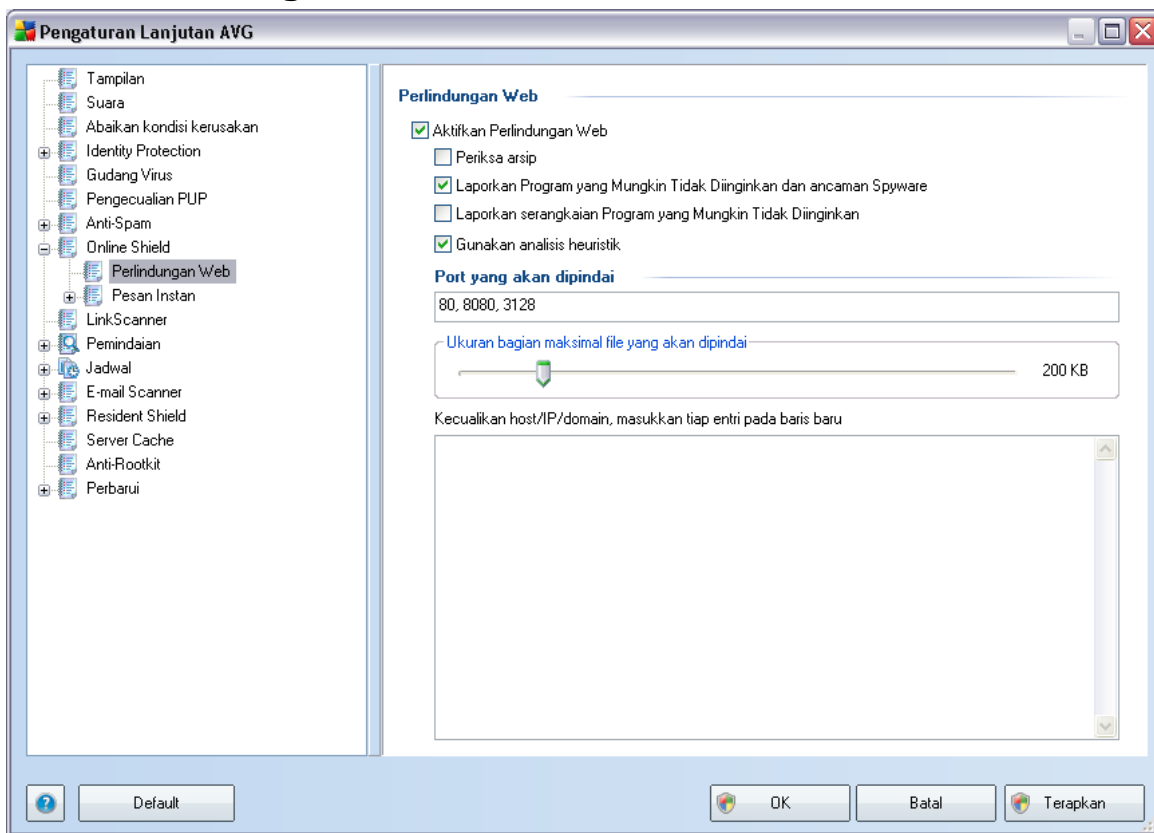 Pengaturan Lanjutan AVG
Tampilan
Suara
Abaikan kondisi kerusakan
Identity Protection
Gudang Virus
Pengecualian PUP
Anti-Spam
Online Shield
Perlindungan Web
Pesan Instan
LinkScanner
Pemindaian
Jadwal
E-mail Scanner
Resident Shield
Server Cache
Anti-Rootkit
Perbarui
Perlindungan Web
Aktifkan Perlindungan Web
Periksa arsip
Laporkan Program yang Mungkin Tidak Diinginkan dan ancaman Spyware
Laporkan serangkaian Program yang Mungkin Tidak Diinginkan
Gunakan analisis heuristik
Port yang akan dipindai
80, 8080, 3128
Ukuran bagian maksimal file yang akan dipindai
200 KB
Kecualikan host/IP/domain, masukkan tiap entri pada baris baru
Default
OK
Batal
Terapkan